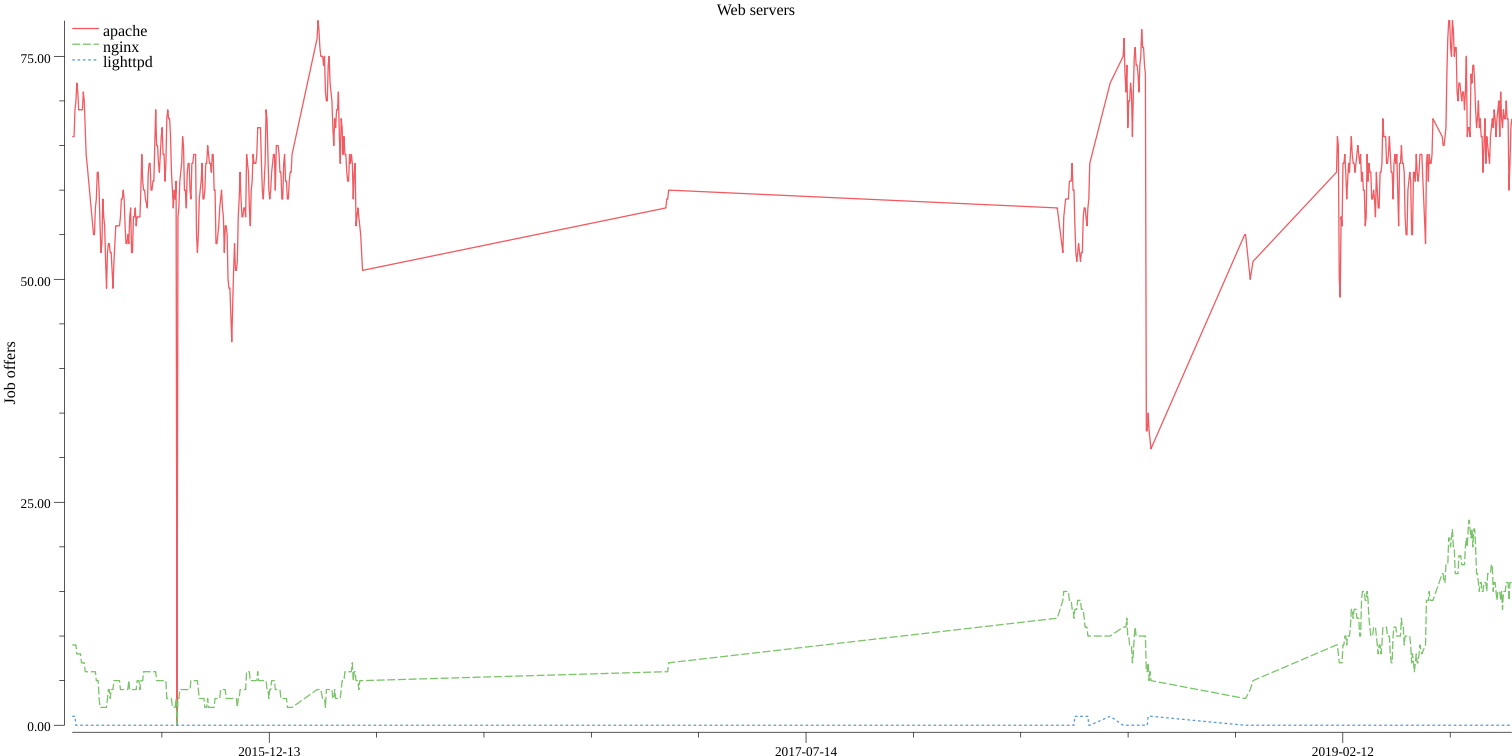 Web servers
apache
nginx
lighttpd
75.00
50.00
Job offers
25.00
0.00
2015-12-13
2017-07-14
2019-02-12